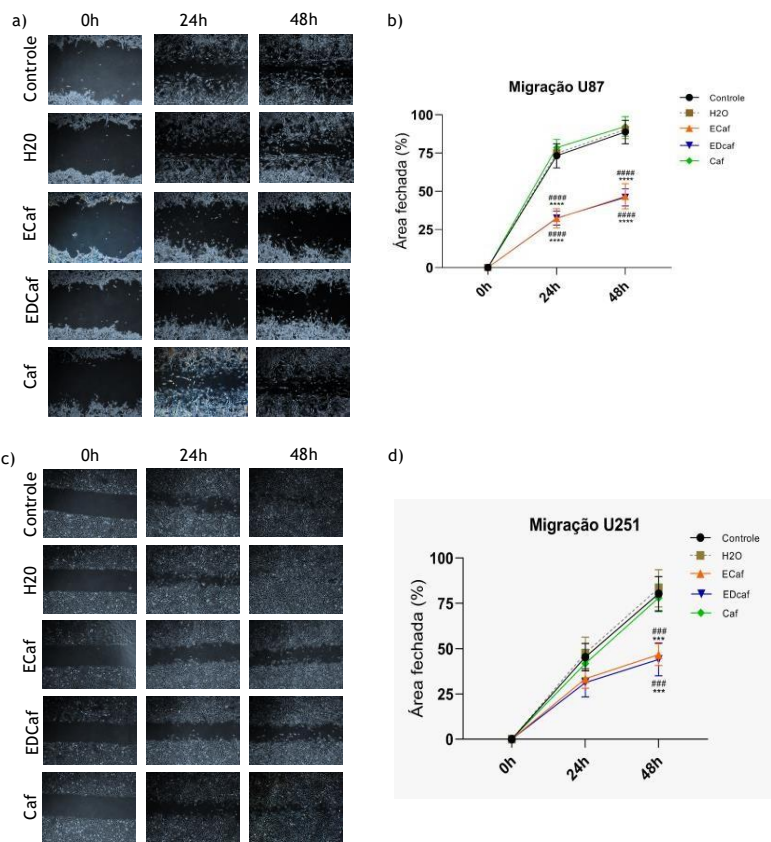 a)
0h
24h
48h
Controle
H20
ECaf
EDCaf
Caf
b)
Migração U87
Área fechada (%)
100
75
50
25
0
####
****
####
****
####
****
####
****
0h
24h
48h
Controle
H2O
ECaf
EDcaf
Caf
c)
0h
24h
48h
Controle
H20
ECaf
EDCaf
Caf
d)
Migração U251
Área fechada (%)
100
75
50
25
0
###
***
###
***
0h
24h
48h
Controle
H2O
ECaf
EDcaf
Caf